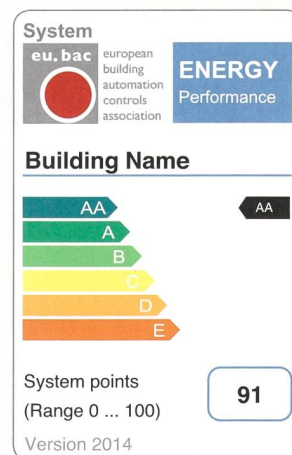 System
eu.bac
european
building
automation
controls
association
ENERGY
Performance
Building Name
AA
AA
A
B
C
D
E
System points
(Range 0 ... 100)
91
Version 2014